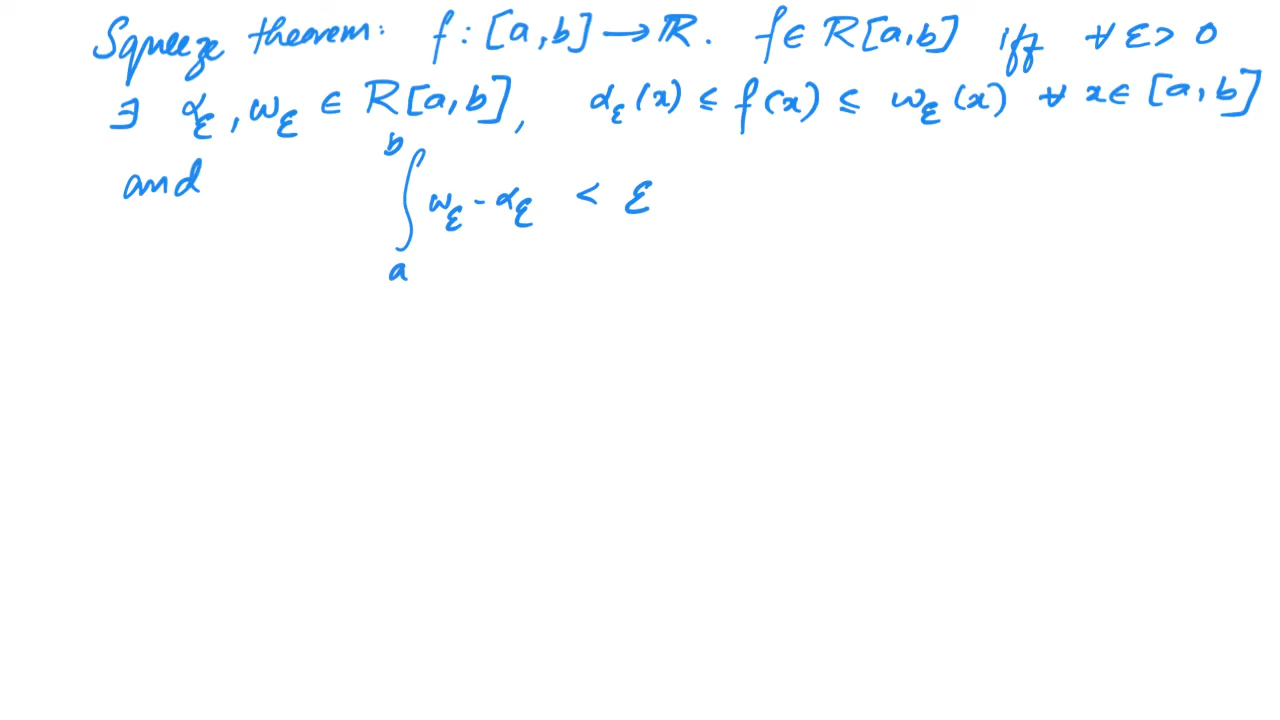 Squeeze theorem: f : [a,b] → ℝ. f ∈ R[a,b] iff ∀ ε > 0
∃ α_ε, ω_ε ∈ R[a,b], α_ε(x) ≤ f(x) ≤ ω_ε(x) ∀ x ∈ [a,b]
and ∫_a^b ω_ε - α_ε < ε